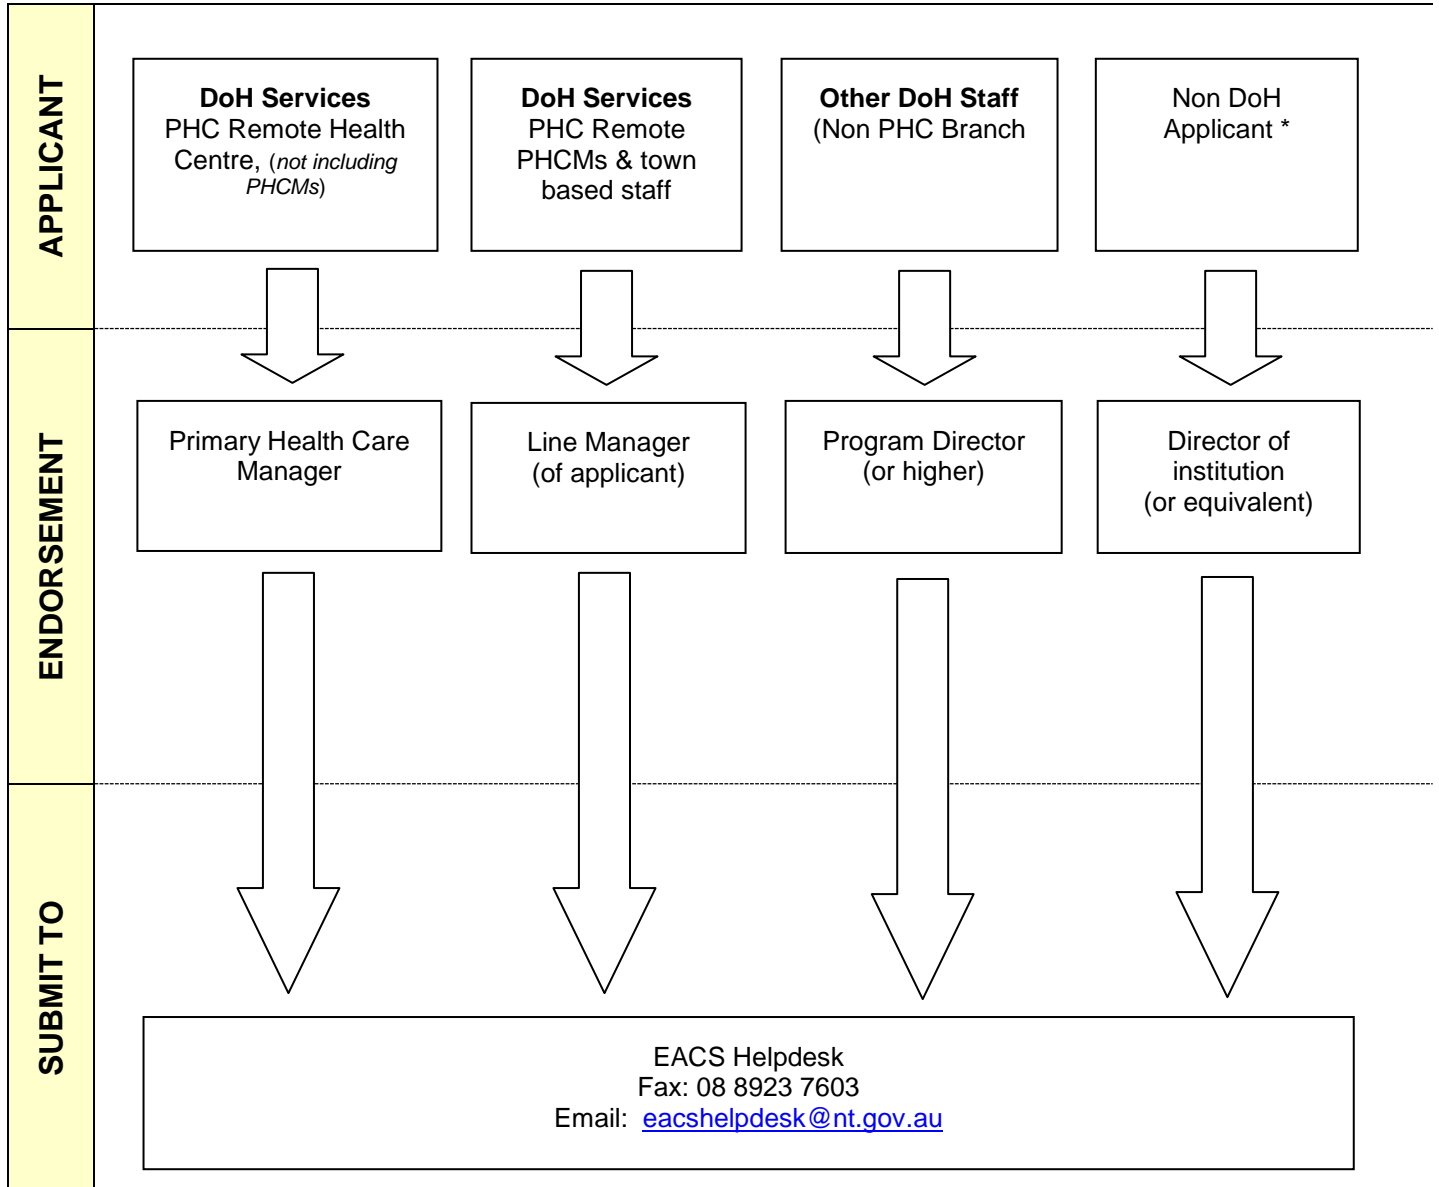 APPLICANT
DoH Services
PHC Remote Health
Centre, (not including
PHCMs)
DoH Services
PHC Remote
PHCMs & town
based staff
Other DoH Staff
(Non PHC Branch
Non DoH
Applicant *
ENDORSEMENT
Primary Health Care
Manager
Line Manager
(of applicant)
Program Director
(or higher)
Director of
institution
(or equivalent)
SUBMIT TO
EACS Helpdesk
Fax: 08 8923 7603
Email: eacshelpdesk@nt.gov.au